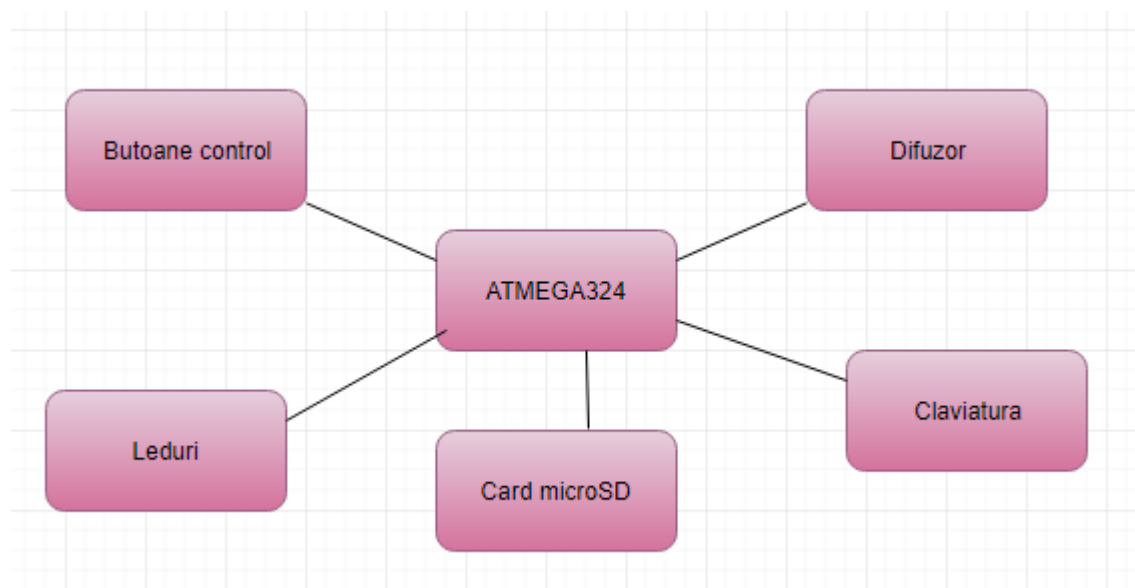 Butoane control
Difuzor
ATMEGA324
Claviatura
Leduri
Card microSD